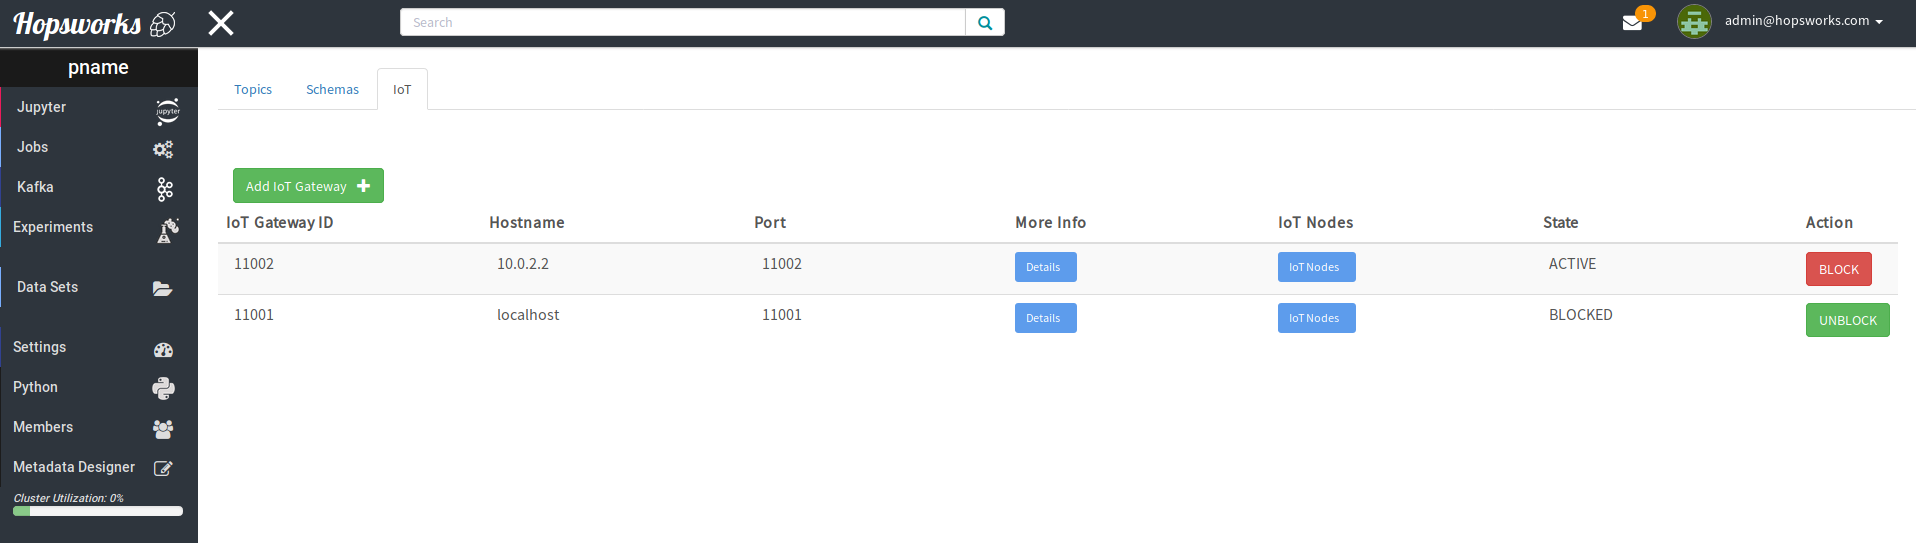 Hopsworks
Search
1
admin@hopsworks.com
pname
Jupyter
jupyter
Jobs
Kafka
Experiments
Data Sets
Settings
Python
Members
Metadata Designer
Cluster Utilization: 0%
Topics Schemas IoT
Add IoT Gateway
IoT Gateway ID Hostname Port More Info IoT Nodes State Action
11002 10.0.2.2 11002 Details IoT Nodes ACTIVE BLOCK
11001 localhost 11001 Details IoT Nodes BLOCKED UNBLOCK